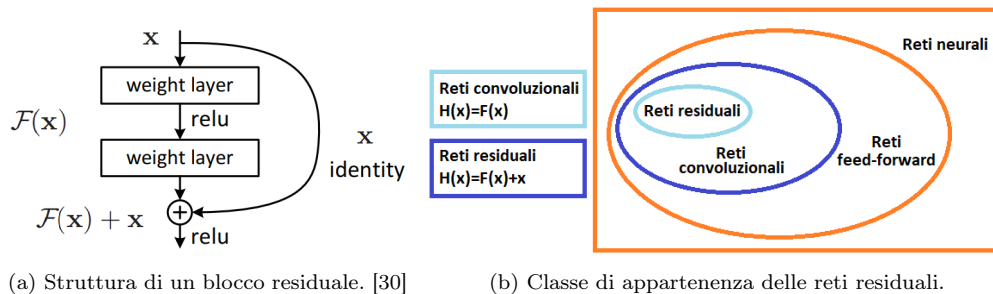 x
weight layer
F(x)
relu
weight layer
x
identity
F(x) + x
+
relu
(a) Struttura di un blocco residuale. [30]
Reti convoluzionali
H(x)=F(x)
Reti residuali
H(x)=F(x)+x
Reti neurali
Reti residuali
Reti
convoluzionali
Reti
feed-forward
(b) Classe di appartenenza delle reti residuali.